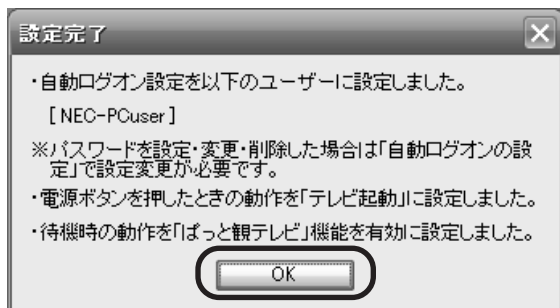 設定完了
・自動ログオン設定を以下のユーザーに設定しました。
[NEC-PCuser]
※パスワードを設定・変更・削除した場合は「自動ログオンの設
定」で設定変更が必要です。
・電源ボタンを押したときの動作を「テレビ起動」に設定しました。
・待機時の動作を「ぱっと観テレビ」機能を有効に設定しました。
OK